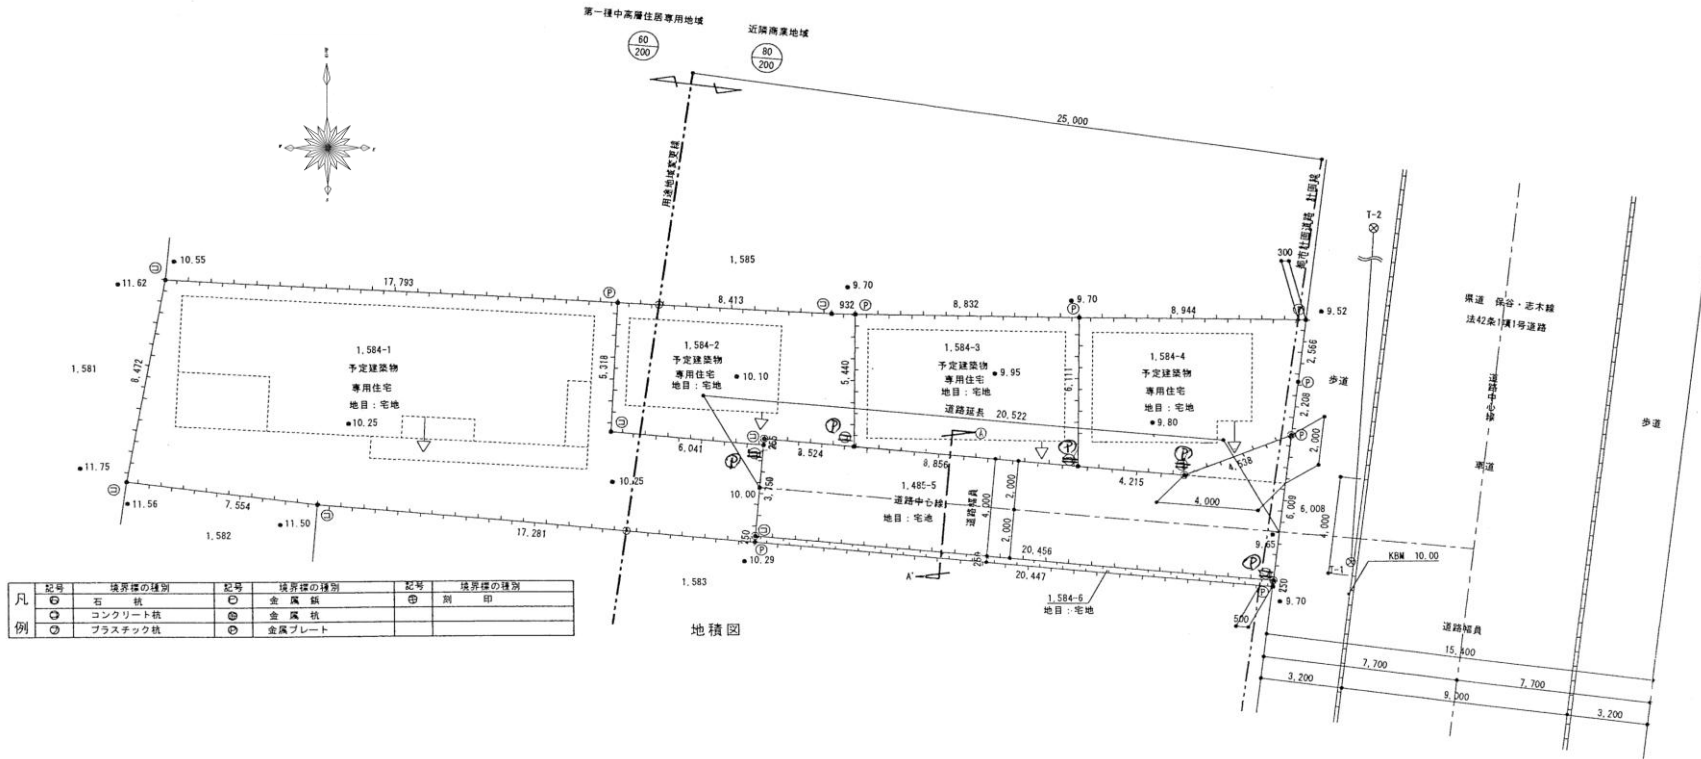 第一種中高層住居専用地域
近隣商業地域
60
200
80
200
25,000
用途地域変更線
都市計画道路 計画線
T-2
300
県道 保谷・志木線
法42条1項1号道路
10.55
11.62
17,793
1,585
8,413
932
9.70
8,832
9.70
8,944
9.52
1,581
8,472
1,584-1
予定建築物
専用住宅
地目:宅地
10.25
5,318
1,584-2
予定建築物
専用住宅
地目:宅地
10.10
5,440
1,584-3
予定建築物
専用住宅
地目:宅地
9.95
6,111
1,584-4
予定建築物
専用住宅
地目:宅地
9.80
2,566
歩道
2,208
道路中心線
歩道
道路延長 20,522
2,000
4,538
車道
6,041
265
8,524
8,856
4,215
4,000
6,009
6,008
4,000
11.75
11.56
7,554
11.50
1,582
10.25
17,281
10.00
3,750
250
10.29
1,583
1,485-5
道路中心線
地目:宅地
道路幅員
4,000
2,000
2,000
250
20,456
20,447
A'
9.65
T-1
KBM 10.00
250
9.70
500
1,584-6
地目:宅地
道路幅員
15,400
7,700
7,700
3,200
9,000
3,200
凡例
記号 境界標の種別 記号 境界標の種別 記号 境界標の種別
石 杭 金 属 鋲 刻 印
コンクリート杭 金 属 杭
プラスチック杭 金属プレート
地積図